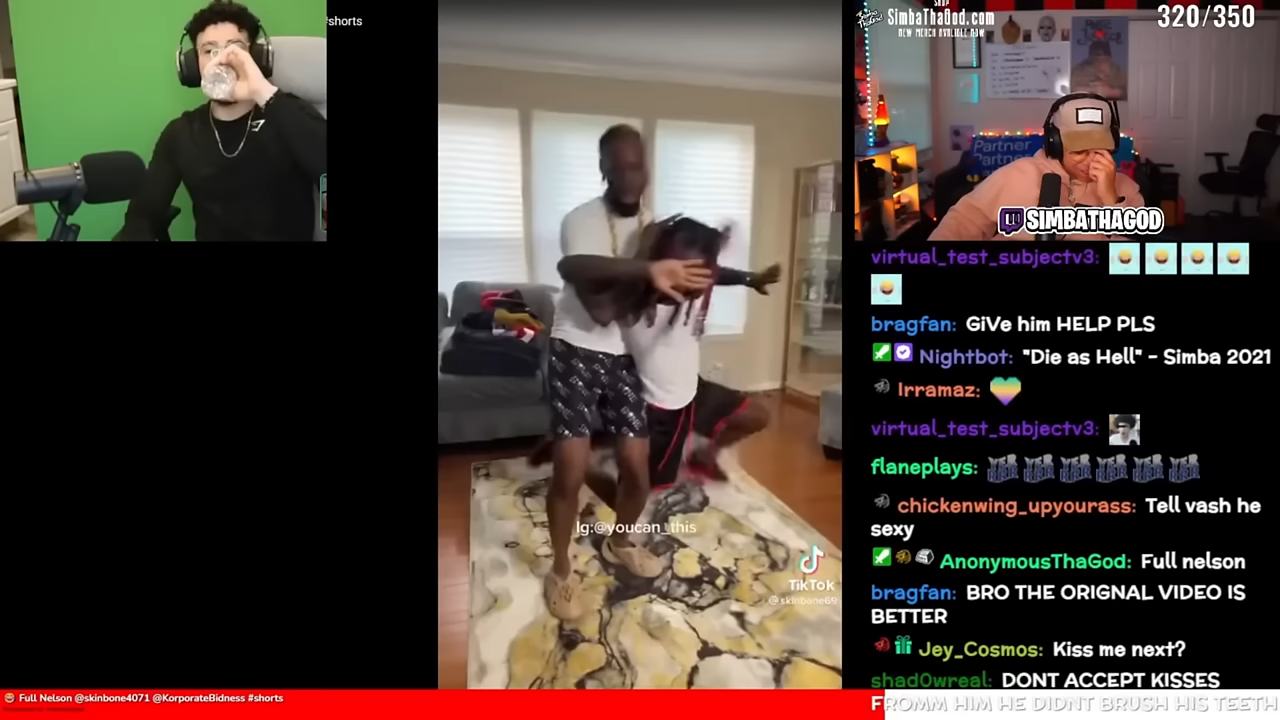 #shorts
SHOP
SimbaThaGod.com
NEW MERCH AVAILABLE NOW
320/350
Partner
Partner
SIMBATHAGOD
virtual_test_subjectv3:
bragfan: GiVe him HELP PLS
Nightbot: "Die as Hell" - Simba 2021
Irramaz:
virtual_test_subjectv3:
flaneplays:
chickenwing_upyourass: Tell vash he
sexy
AnonymousThaGod: Full nelson
bragfan: BRO THE ORIGNAL VIDEO IS
BETTER
Jey_Cosmos: Kiss me next?
shad0wreal: DONT ACCEPT KISSES
FROMM HIM HE DIDNT BRUSH HIS TEETH
Ig:@youcan_this
TikTok
@skinbone69
Full Nelson @skinbone4071 @KorporateBidness #shorts